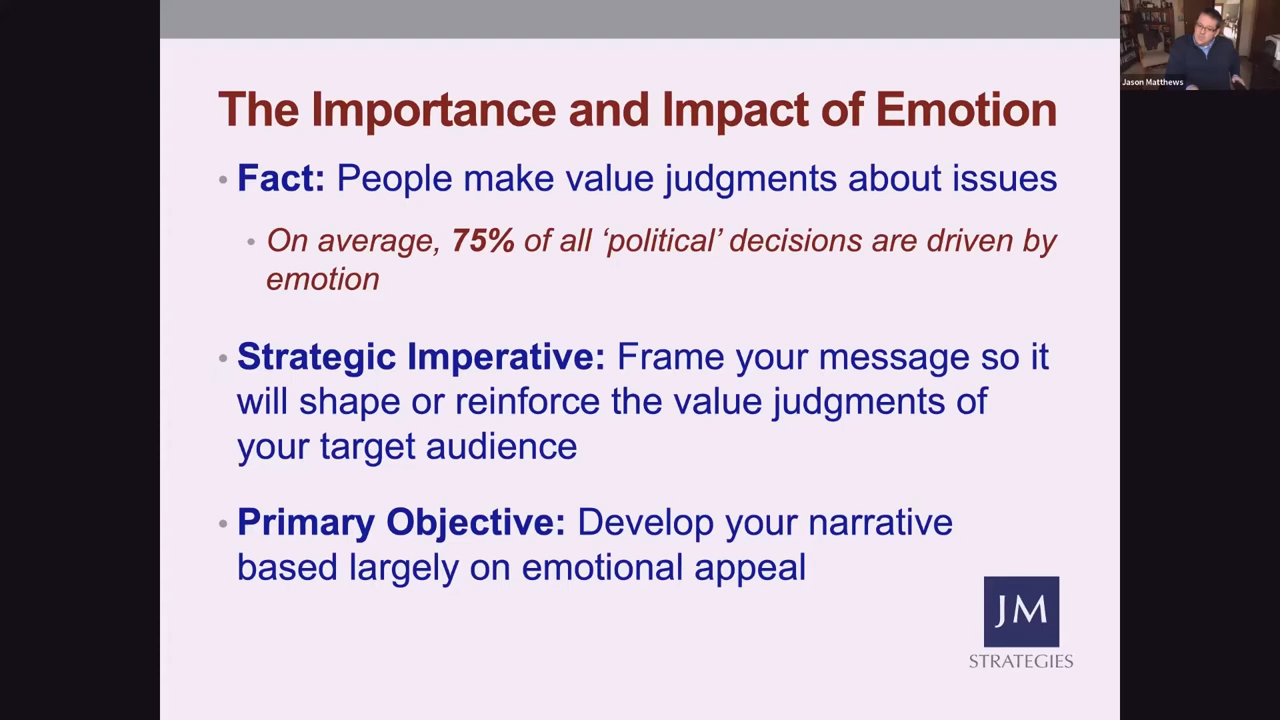 The Importance and Impact of Emotion
• Fact: People make value judgments about issues
• On average, 75% of all ‘political’ decisions are driven by
emotion
• Strategic Imperative: Frame your message so it
will shape or reinforce the value judgments of
your target audience
• Primary Objective: Develop your narrative
based largely on emotional appeal
JM
STRATEGIES
Jason Matthews